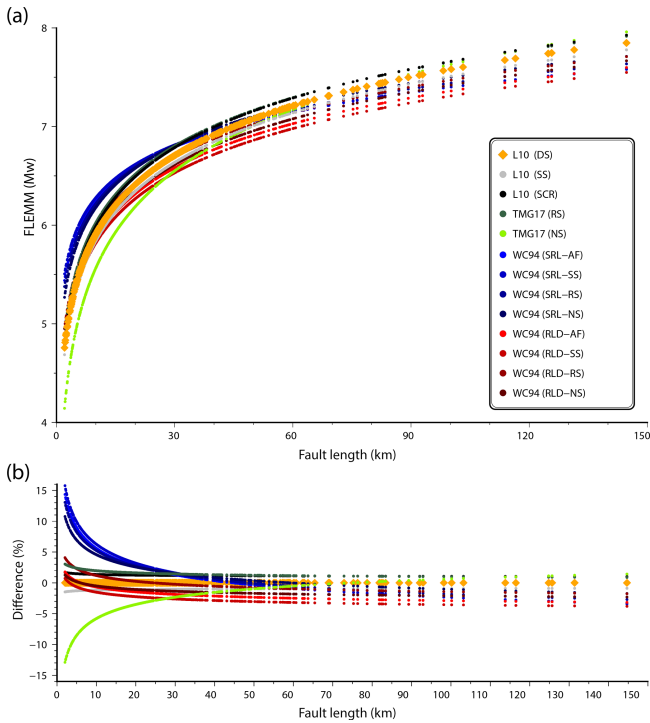 (a)
8
7
6
5
4
FLEMM (Mw)
0
30
60
90
120
150
Fault length (km)
L10 (DS)
L10 (SS)
L10 (SCR)
TMG17 (RS)
TMG17 (NS)
WC94 (SRL−AF)
WC94 (SRL−SS)
WC94 (SRL−RS)
WC94 (SRL−NS)
WC94 (RLD−AF)
WC94 (RLD−SS)
WC94 (RLD−RS)
WC94 (RLD−NS)
(b)
15
10
5
0
−5
−10
−15
Difference (%)
0 10 20 30 40 50 60 70 80 90 100 110 120 130 140 150
Fault length (km)